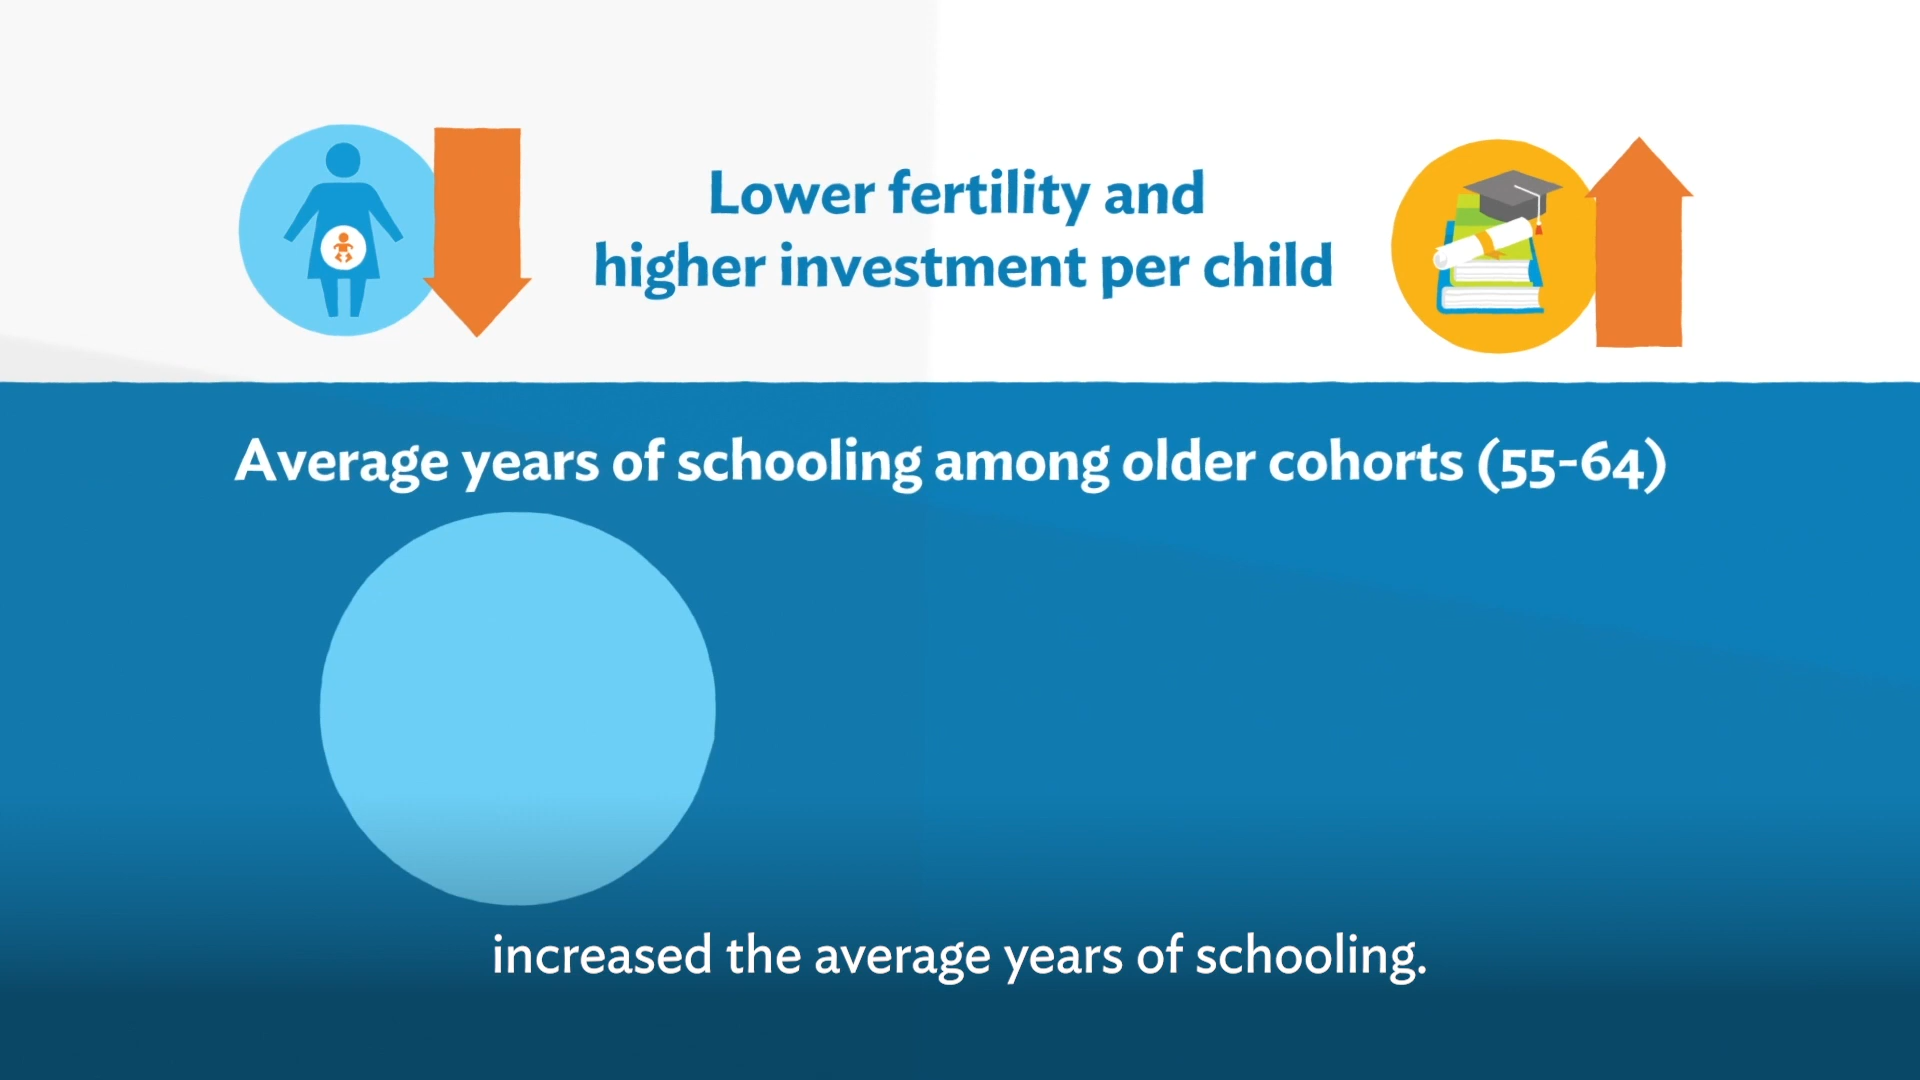 Lower fertility and
higher investment per child
Average years of schooling among older cohorts (55-64)
increased the average years of schooling.